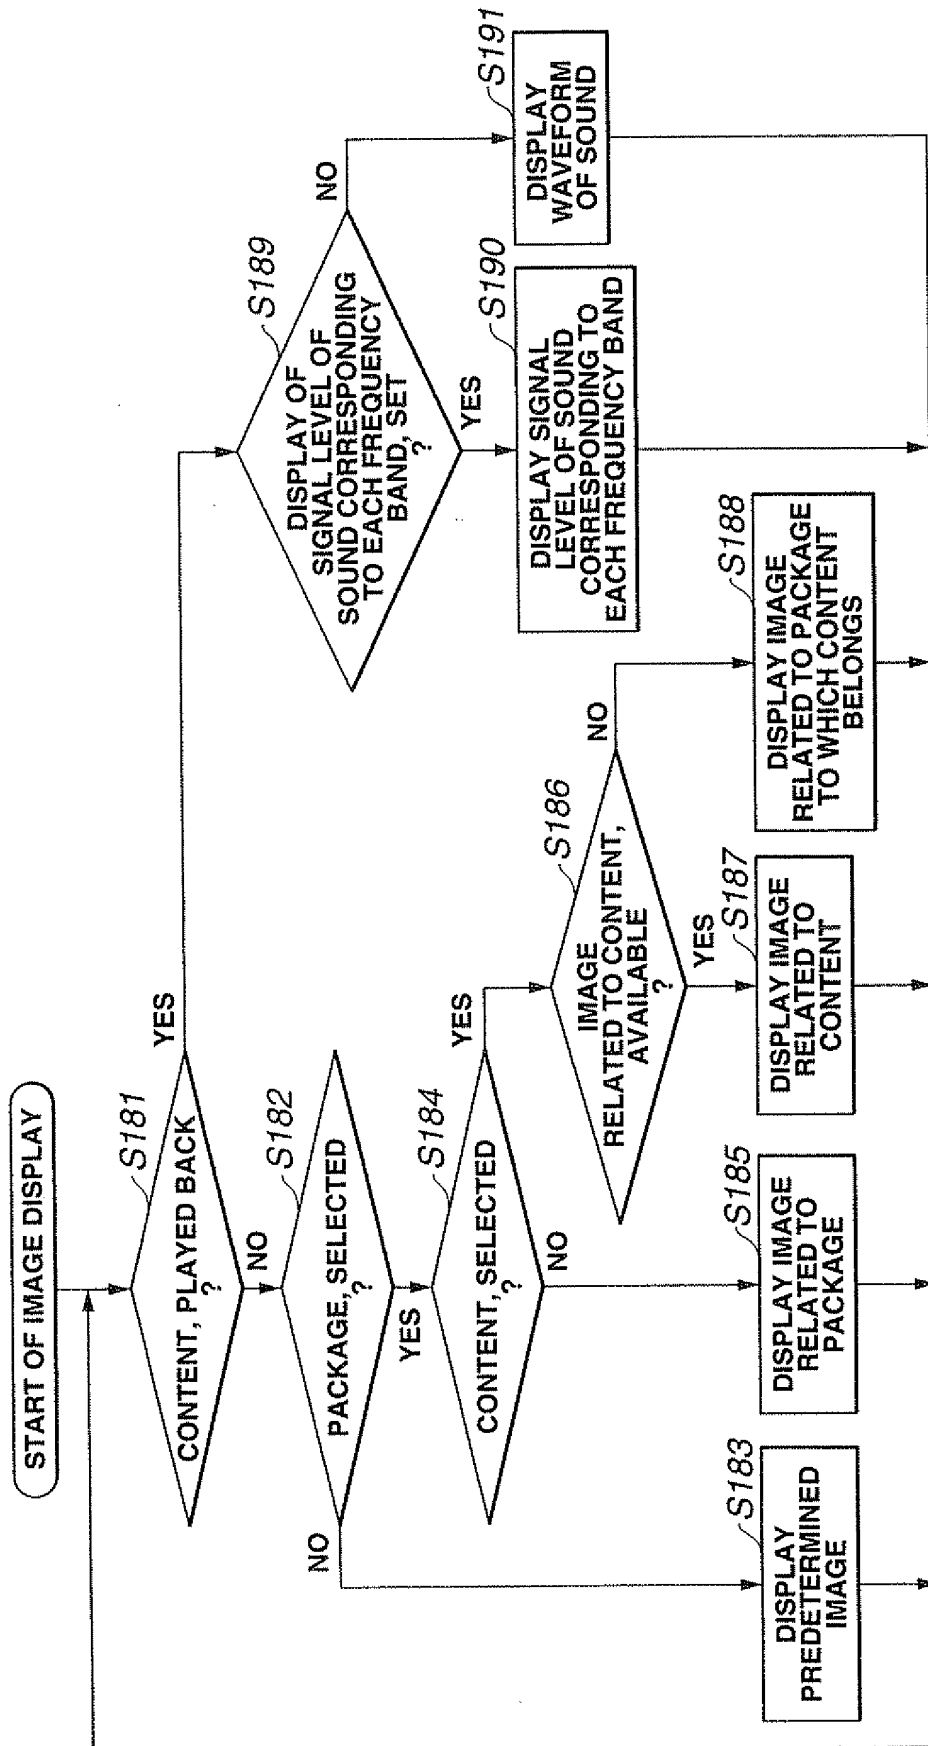 START OF IMAGE DISPLAY
S181
CONTENT, PLAYED BACK
?
YES
NO
S182
PACKAGE, SELECTED
?
NO
YES
S184
CONTENT, SELECTED
?
YES
NO
S183
DISPLAY
PREDETERMINED
IMAGE
S185
DISPLAY IMAGE
RELATED TO
PACKAGE
S186
IMAGE
RELATED TO CONTENT,
AVAILABLE
?
NO
YES
S187
DISPLAY IMAGE
RELATED TO
CONTENT
S188
DISPLAY IMAGE
RELATED TO PACKAGE
TO WHICH CONTENT
BELONGS
S189
DISPLAY OF
SIGNAL LEVEL OF
SOUND CORRESPONDING
TO EACH FREQUENCY
BAND, SET
?
NO
YES
S190
DISPLAY SIGNAL
LEVEL OF SOUND
CORRESPONDING TO
EACH FREQUENCY BAND
S191
DISPLAY
WAVEFORM
OF SOUND